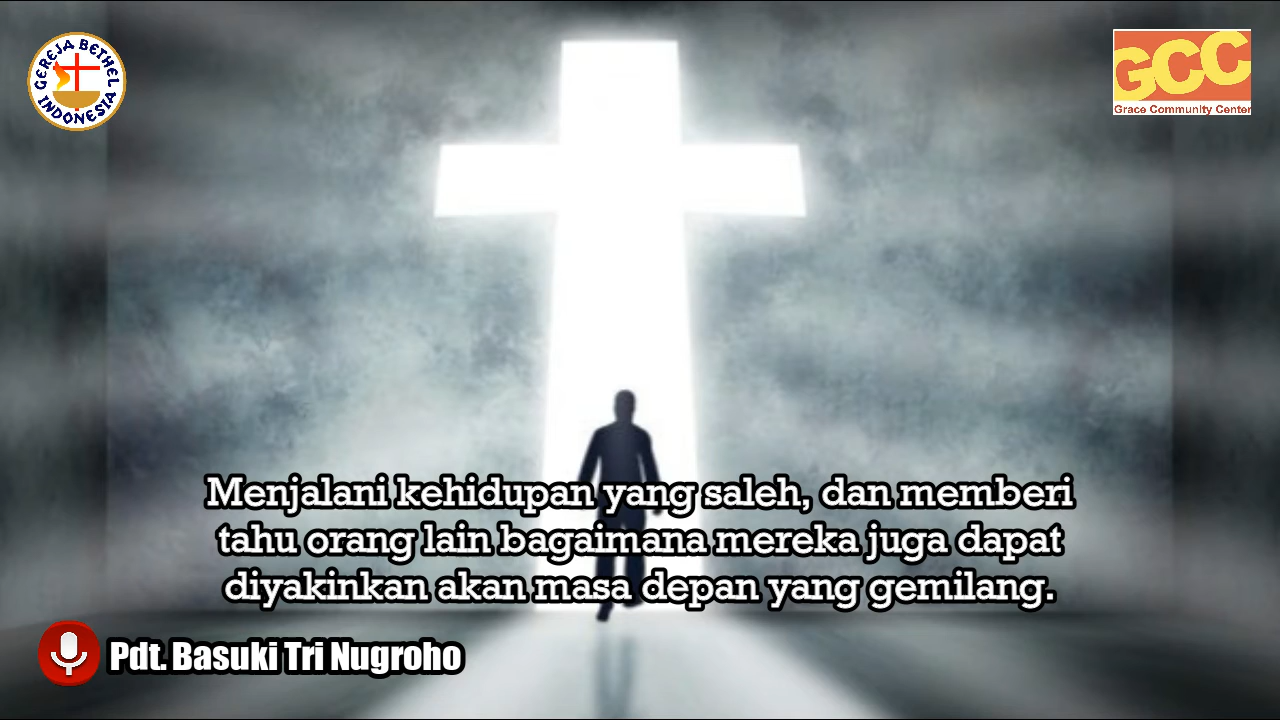 GEREJA BETHEL
INDONESIA
GCC
Grace Community Center
Menjalani kehidupan yang saleh, dan memberi
tahu orang lain bagaimana mereka juga dapat
diyakinkan akan masa depan yang gemilang.
Pdt. Basuki Tri Nugroho